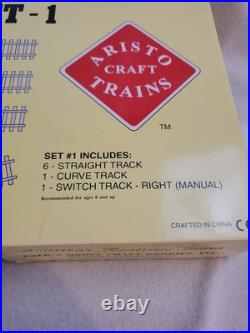 T-1
ARISTO
CRAFT
TRAINS
TM
SET #1 INCLUDES:
6 - STRAIGHT TRACK
1 - CURVE TRACK
1 - SWITCH TRACK - RIGHT (MANUAL)
Recommended for ages 8 and up
CRAFTED IN CHINA